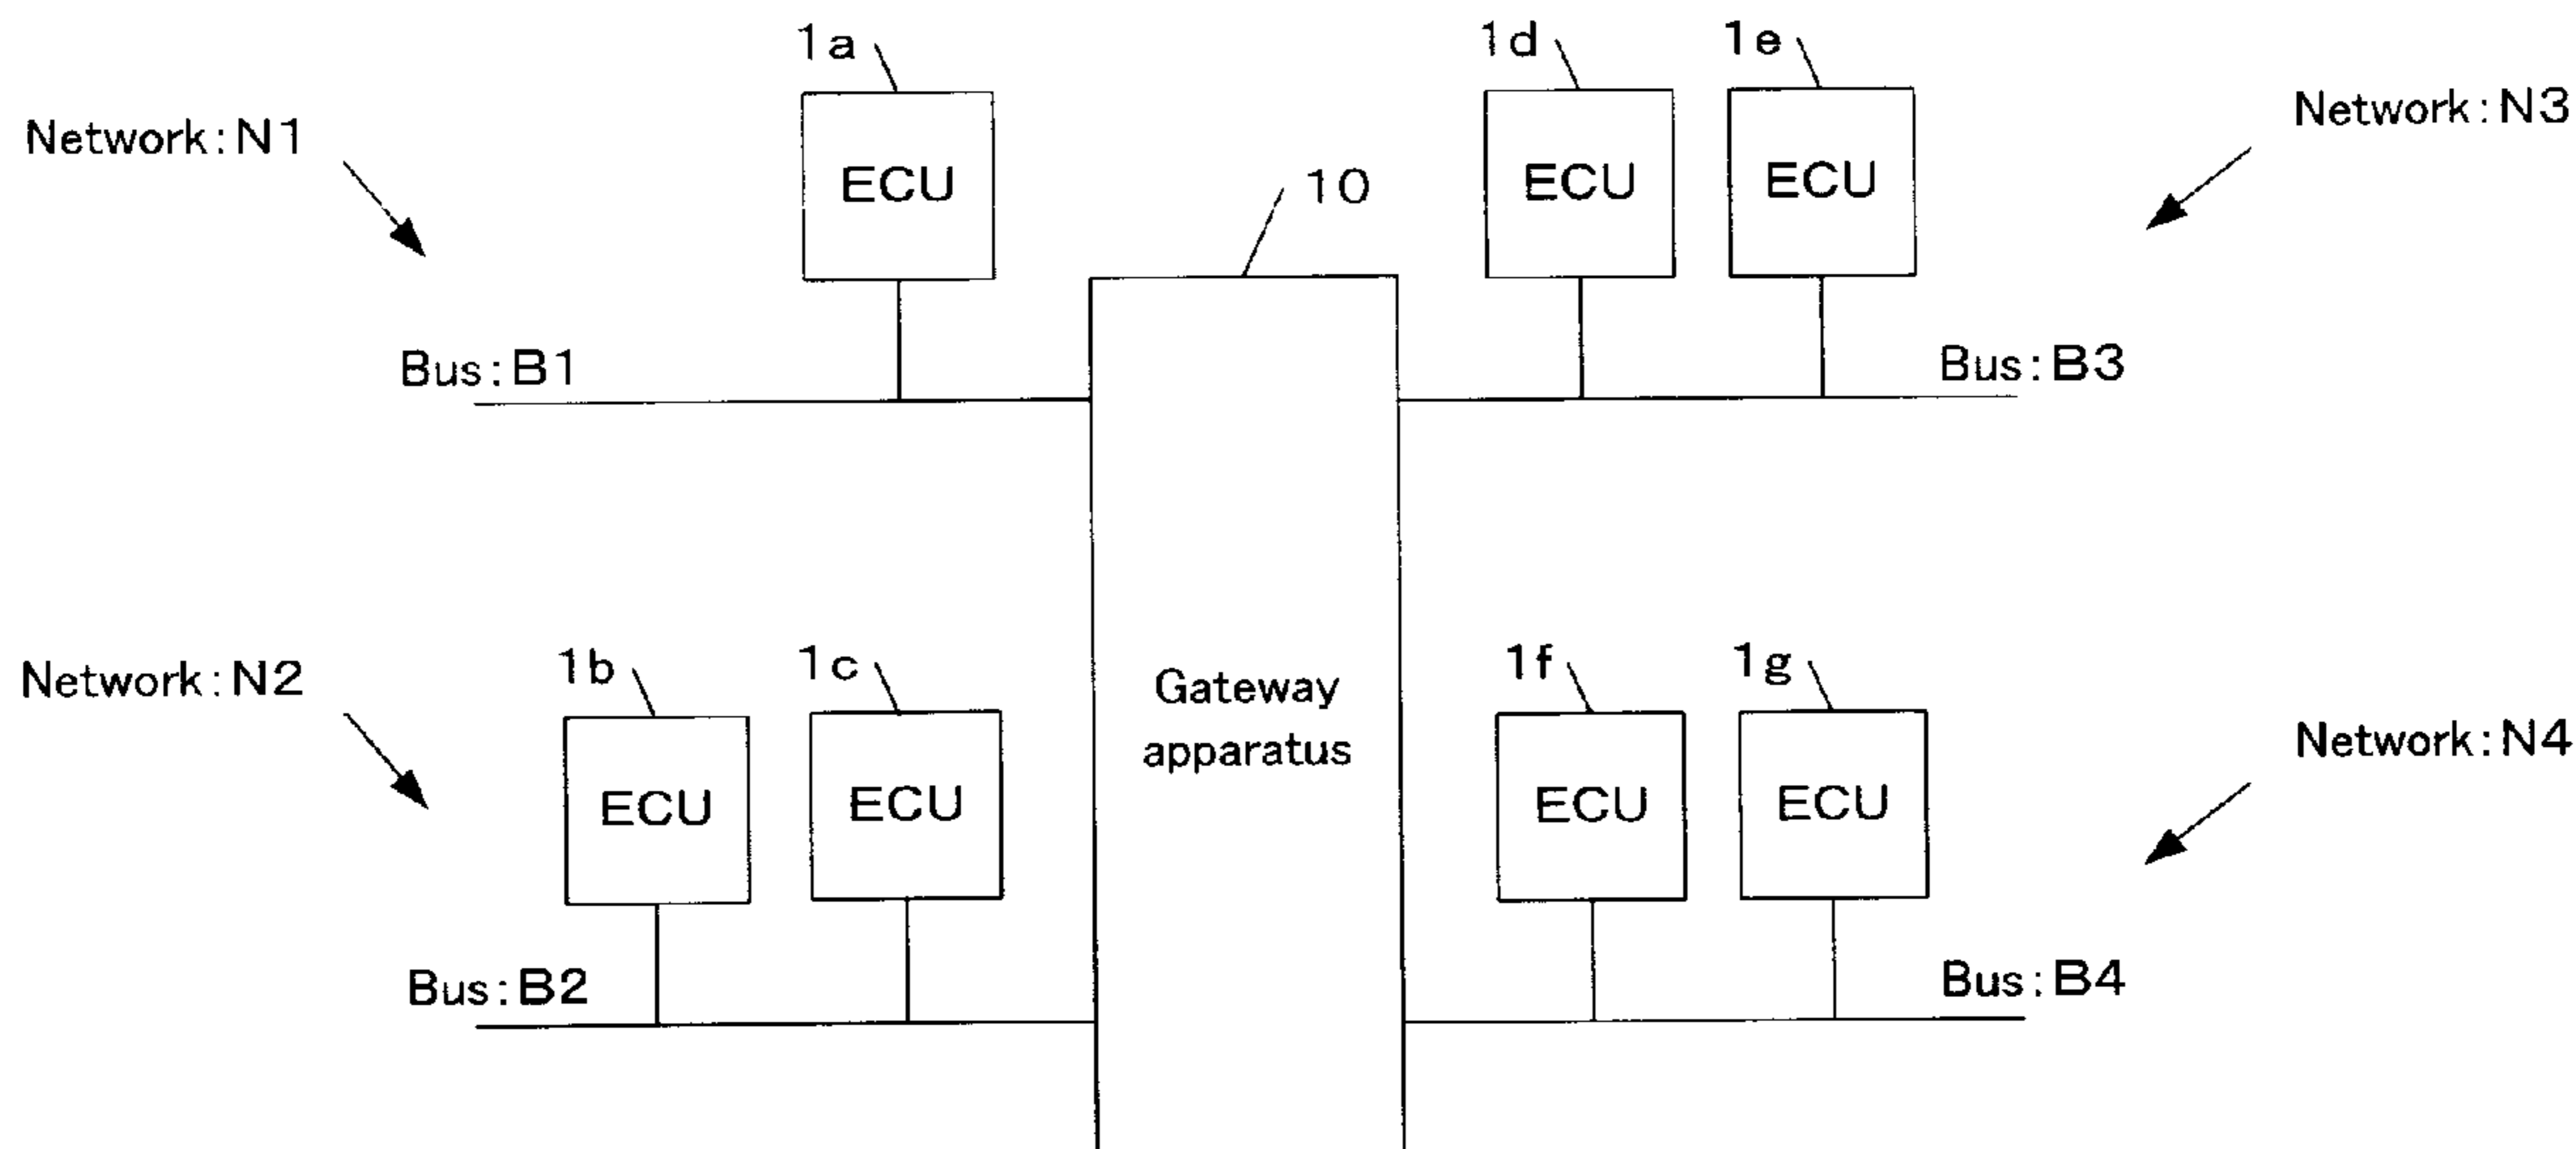 1a
1d
1e
Network:N1
Network:N3
ECU
ECU
ECU
10
Bus:B1
Bus:B3
Network:N2
1b
1c
Gateway
apparatus
1f
1g
Network:N4
ECU
ECU
ECU
ECU
Bus:B2
Bus:B4